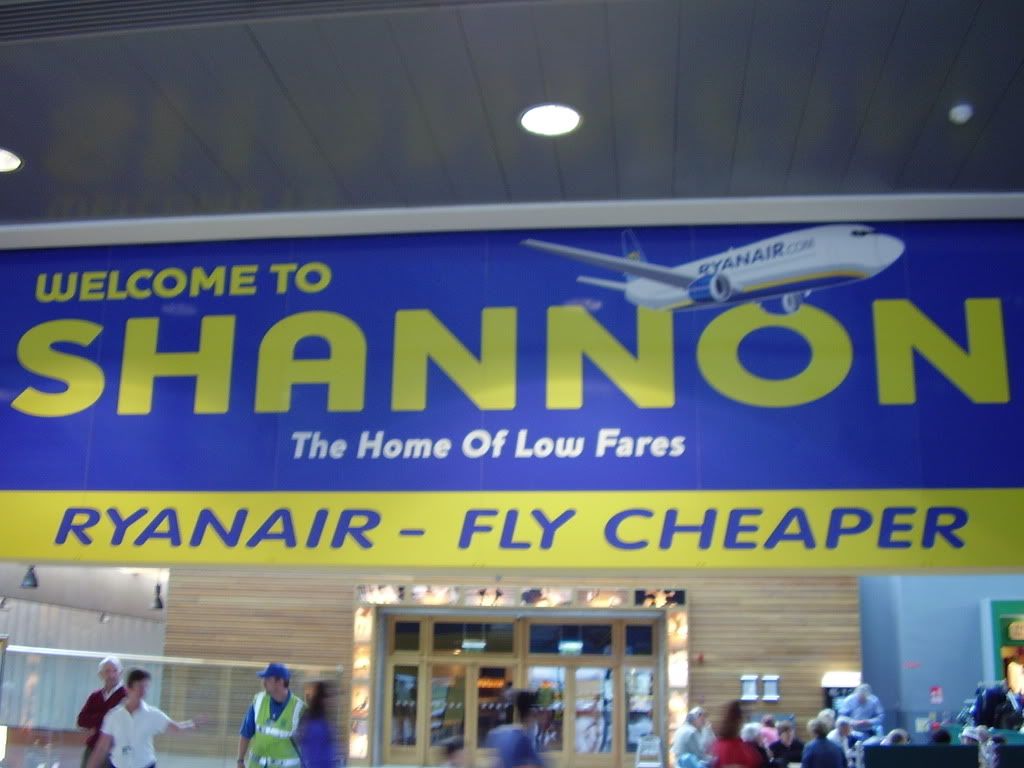 WELCOME TO
RYANAIR.COM
SHANNON
The Home Of Low Fares
RYANAIR - FLY CHEAPER